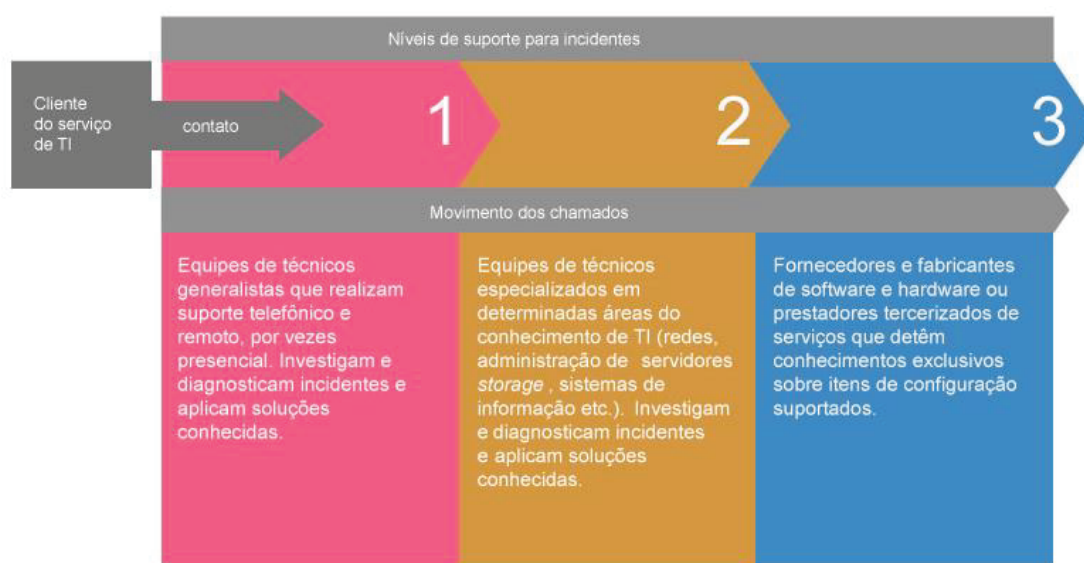 Níveis de suporte para incidentes
Cliente
do serviço
de TI
contato
1
2
3
Movimento dos chamados
Equipes de técnicos
generalistas que realizam
suporte telefônico e
remoto, por vezes
presencial. Investigam e
diagnosticam incidentes e
aplicam soluções
conhecidas.
Equipes de técnicos
especializados em
determinadas áreas do
conhecimento de TI (redes,
administração de servidores
storage , sistemas de
informação etc.). Investigam
e diagnosticam incidentes
e aplicam soluções
conhecidas.
Fornecedores e fabricantes
de software e hardware ou
prestadores tercerizados de
serviços que detêm
conhecimentos exclusivos
sobre itens de configuração
suportados.